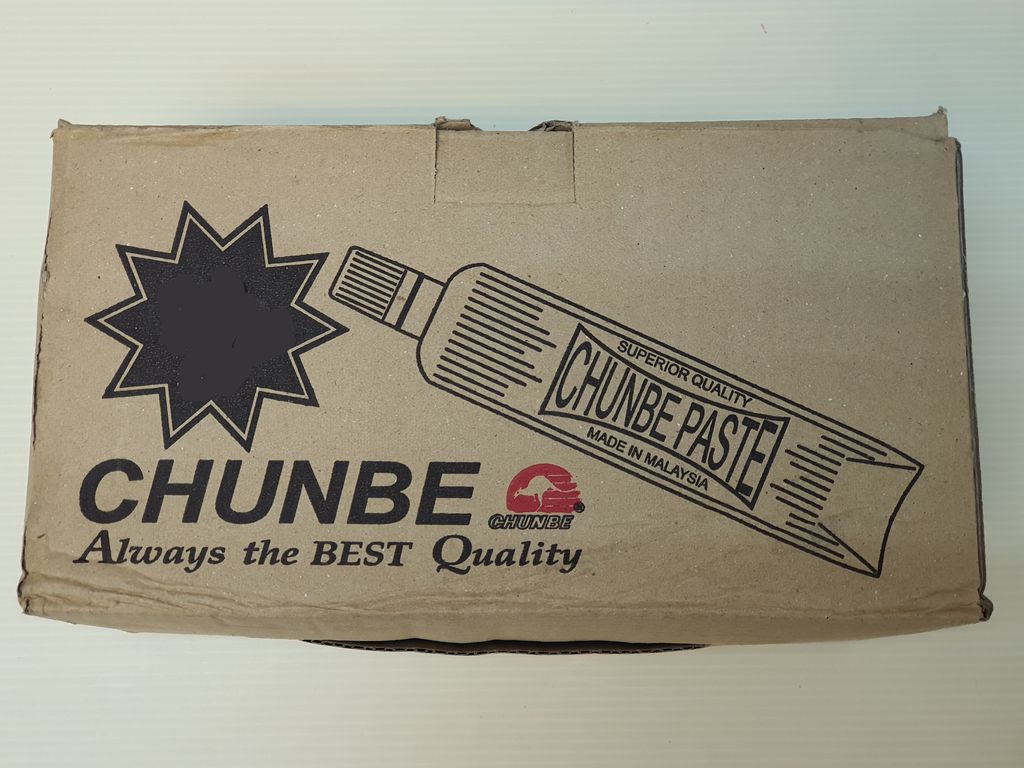 SUPERIOR QUALITY
CHUNBE PASTE
MADE IN MALAYSIA
CHUNBE
CHUNBE®
Always the BEST Quality